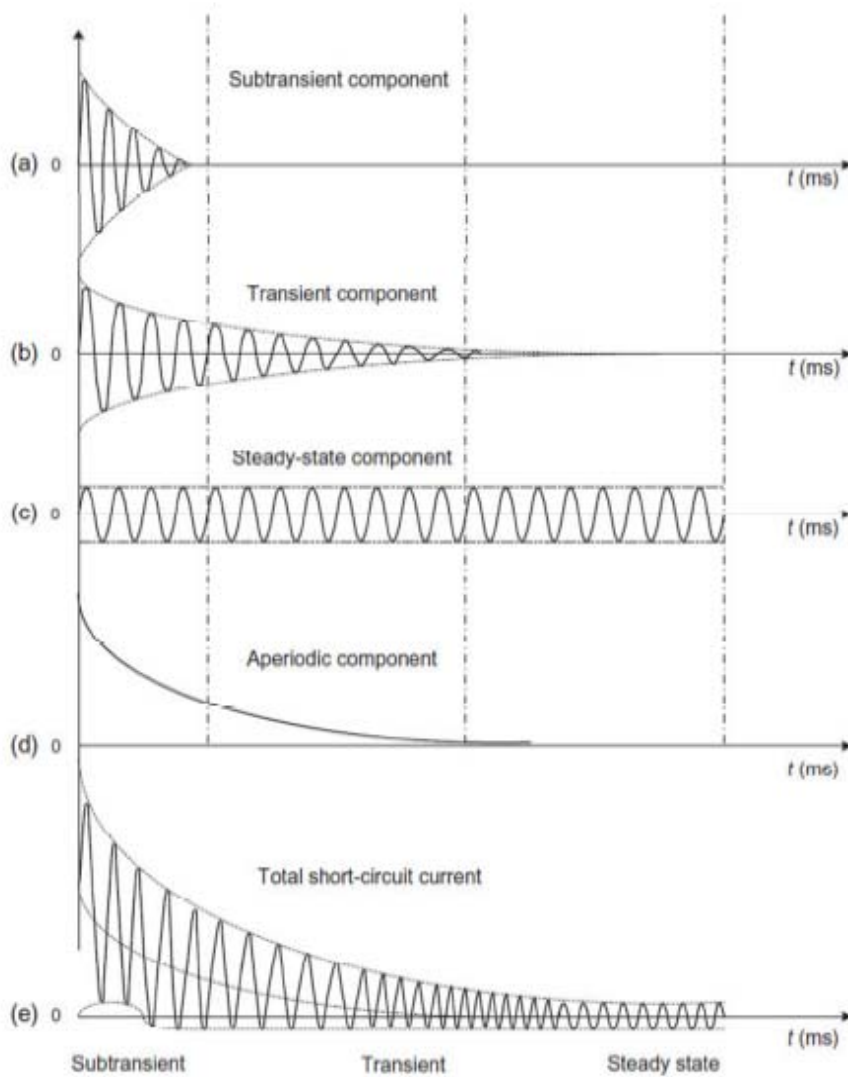 Subtransient component
(a) 0
t (ms)
Transient component
(b) 0
t (ms)
Steady-state component
(c) 0
t (ms)
Aperiodic component
(d) 0
t (ms)
Total short-circuit current
(e) 0
t (ms)
Subtransient Transient Steady state